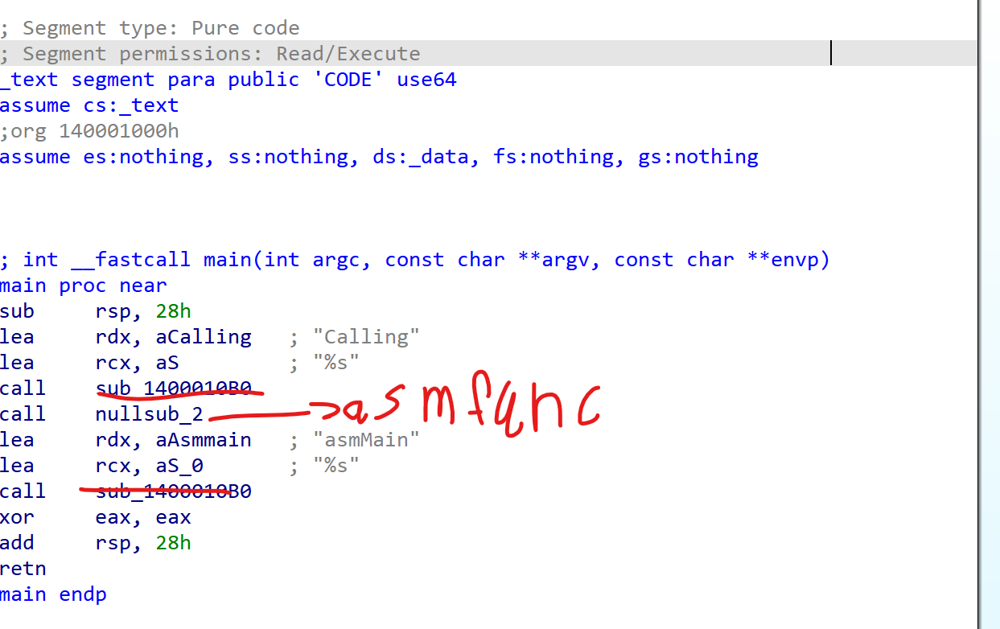 ; Segment type: Pure code
; Segment permissions: Read/Execute
_text segment para public 'CODE' use64
assume cs:_text
;org 140001000h
assume es:nothing, ss:nothing, ds:_data, fs:nothing, gs:nothing
; int __fastcall main(int argc, const char **argv, const char **envp)
main proc near
sub rsp, 28h
lea rdx, aCalling ; "Calling"
lea rcx, aS ; "%s"
call sub_1400010B0
call nullsub_2 asmfqnc
lea rdx, aAsmmain ; "asmMain"
lea rcx, aS_0 ; "%s"
call sub_1400010B0
xor eax, eax
add rsp, 28h
retn
main endp